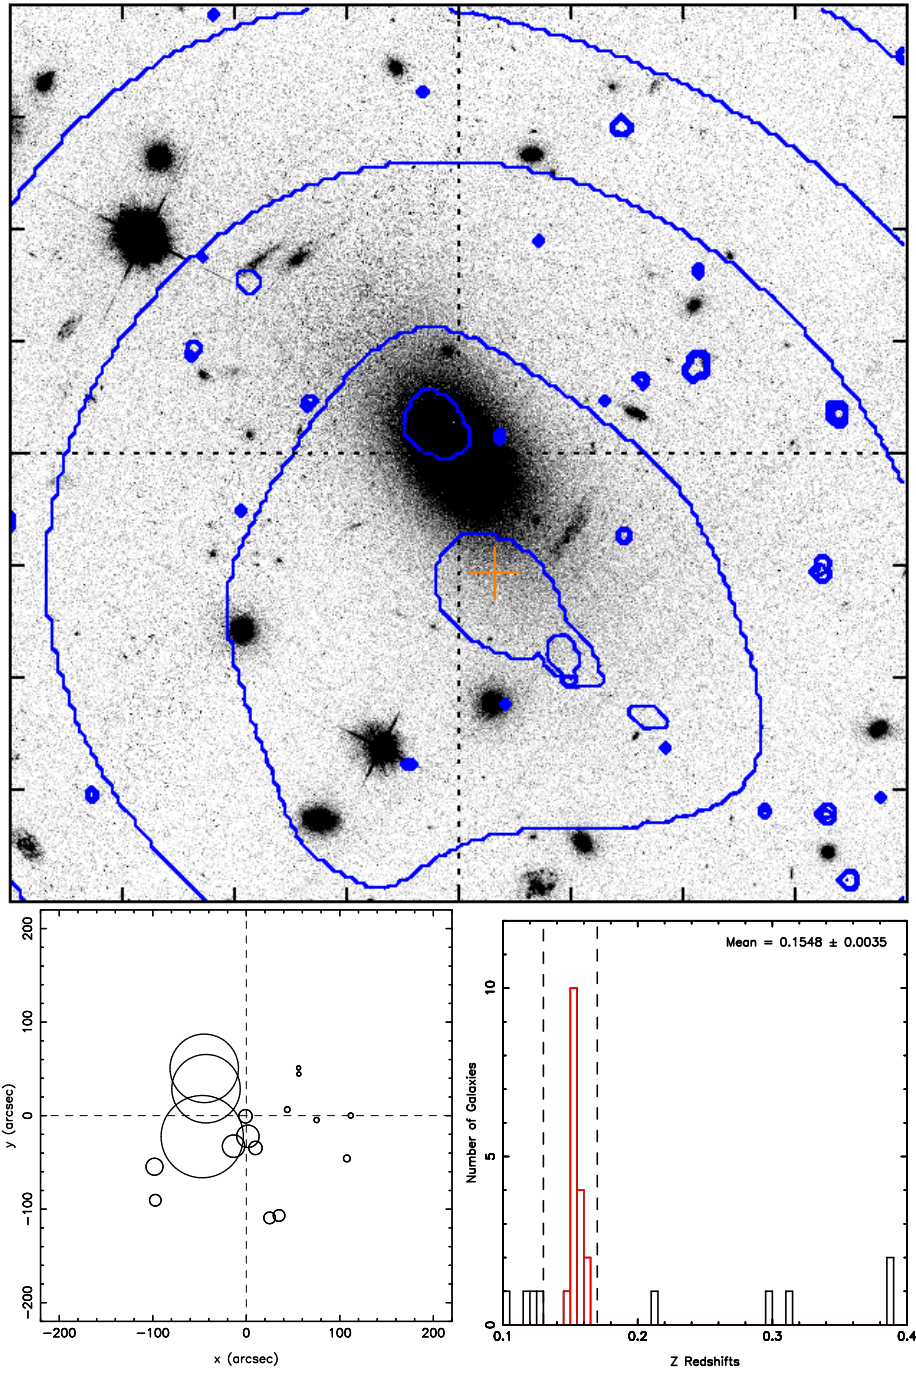 Mean = 0.1548 ± 0.0035
200
100
0
-100
-200
y (arcsec)
-200 -100 0 100 200
x (arcsec)
10
5
0
Number of Galaxies
0.1 0.2 0.3 0.4
Z Redshifts